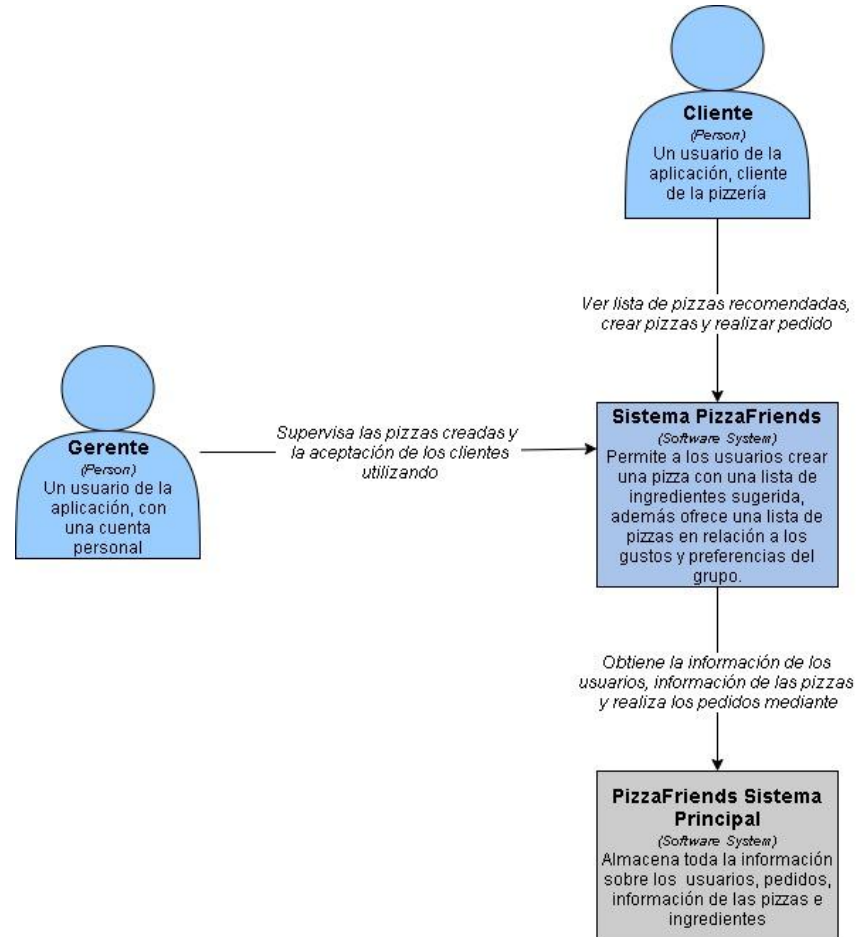 Cliente
(Person)
Un usuario de la
aplicación, cliente
de la pizzería
Ver lista de pizzas recomendadas,
crear pizzas y realizar pedido
Gerente
(Person)
Un usuario de la
aplicación, con
una cuenta
personal
Supervisa las pizzas creadas y
la aceptación de los clientes
utilizando
Sistema PizzaFriends
(Software System)
Permite a los usuarios crear
una pizza con una lista de
ingredientes sugerida,
además ofrece una lista de
pizzas en relación a los
gustos y preferencias del
grupo.
Obtiene la información de los
usuarios, información de las pizzas
y realiza los pedidos mediante
PizzaFriends Sistema
Principal
(Software System)
Almacena toda la información
sobre los usuarios, pedidos,
información de las pizzas e
ingredientes